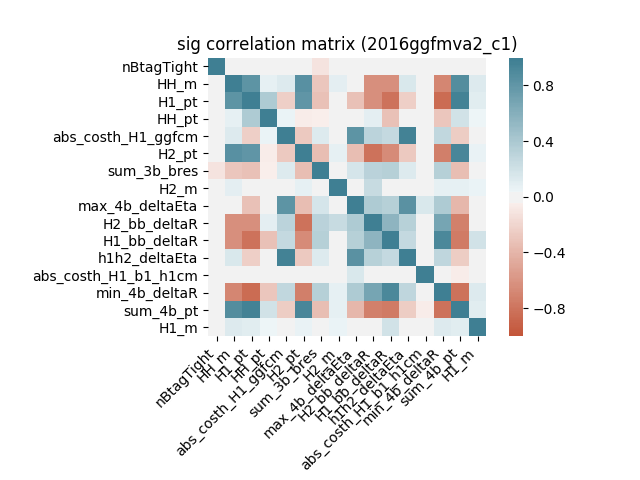 sig correlation matrix (2016ggfmva2_c1)
nBtagTight
HH_m
H1_pt
HH_pt
abs_costh_H1_ggfcm
H2_pt
sum_3b_bres
H2_m
max_4b_deltaEta
H2_bb_deltaR
H1_bb_deltaR
h1h2_deltaEta
abs_costh_H1_b1_h1cm
min_4b_deltaR
sum_4b_pt
H1_m
nBtagTight
HH_m
H1_pt
HH_pt
abs_costh_H1_ggfcm
H2_pt
sum_3b_bres
H2_m
max_4b_deltaEta
H2_bb_deltaR
H1_bb_deltaR
h1h2_deltaEta
abs_costh_H1_b1_h1cm
min_4b_deltaR
sum_4b_pt
H1_m
0.8
0.4
0.0
−0.4
−0.8